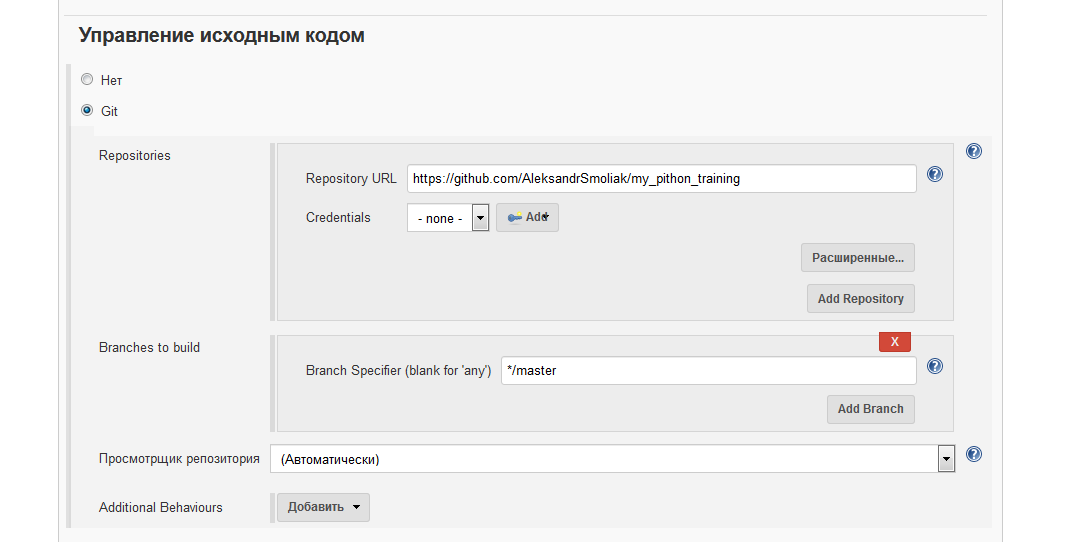 Управление исходным кодом
Нет
Git
Repositories
Repository URL https://github.com/AleksandrSmoliak/my_pithon_training
Credentials - none - Add
Расширенные...
Add Repository
Branches to build
X
Branch Specifier (blank for 'any') */master
Add Branch
Просмотрщик репозитория (Автоматически)
Additional Behaviours Добавить